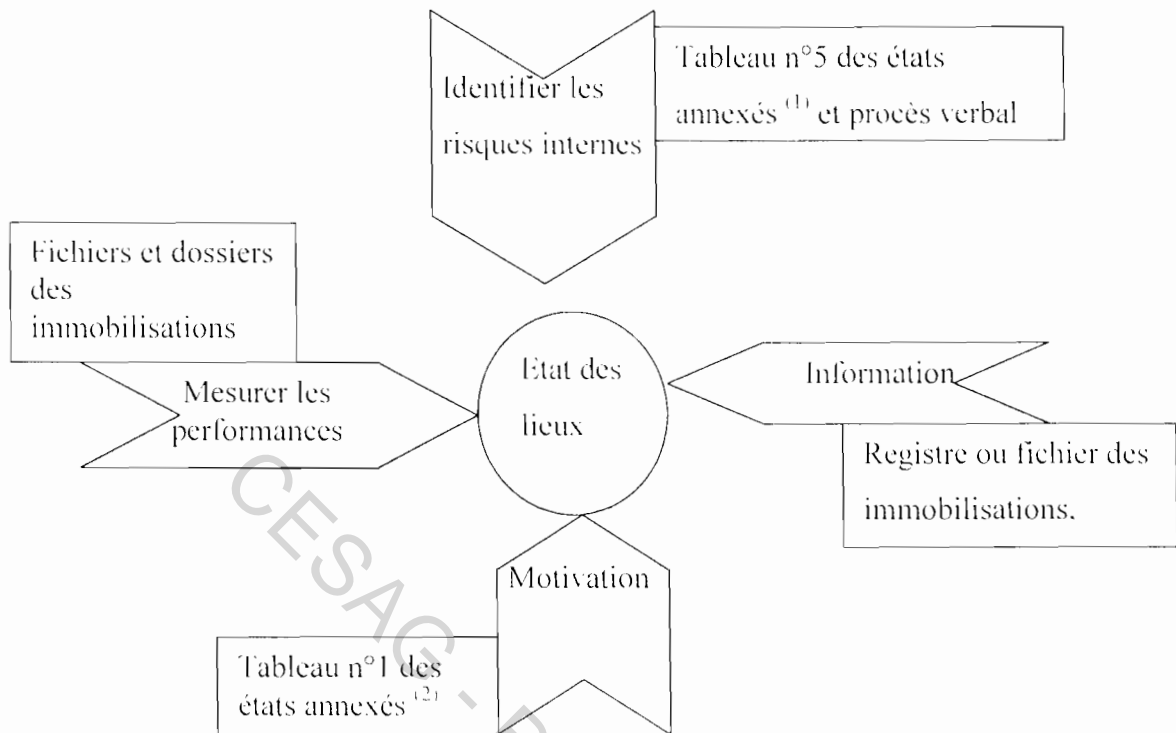 Identifier les
risques internes
Tableau n°5 des états
annexés (1) et procès verbal
Fichiers et dossiers
des
immobilisations
Mesurer les
performances
Etat des
lieux
Information
Registre ou fichier des
immobilisations.
Motivation
Tableau n°1 des
états annexés (2)
CESAG -